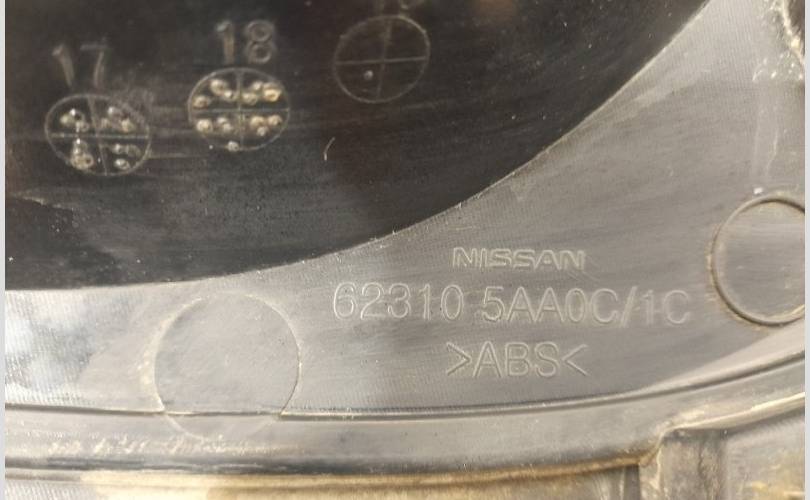 17
18
NISSAN
62310 5AA0C/1C
>ABS<